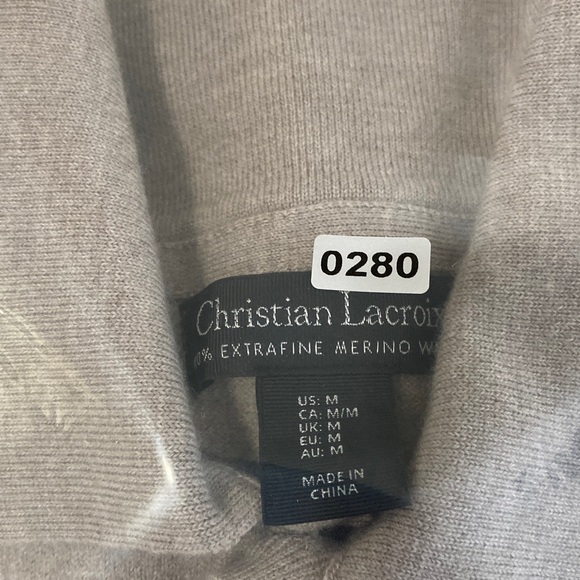 0280
Christian Lacroix
% EXTRAFINE MERINO
US: M
CA: M/M
UK: M
EU: M
AU: M
MADE IN
CHINA